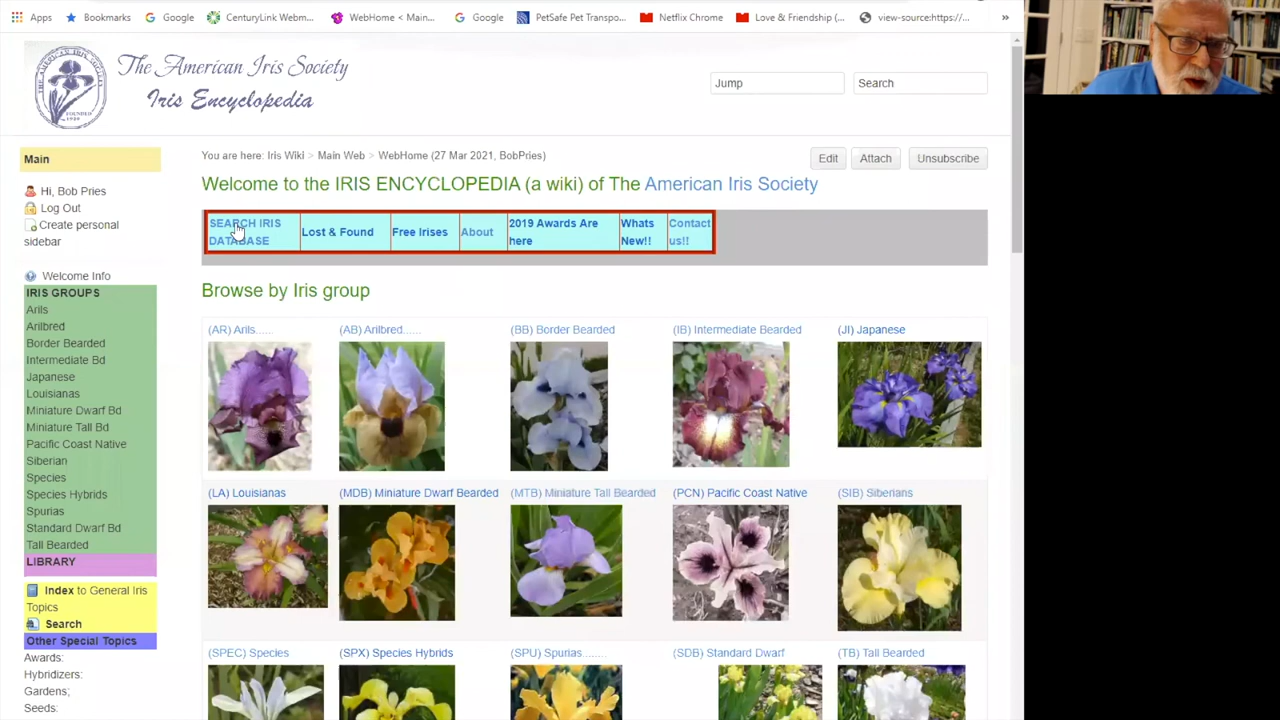 Apps
Bookmarks
Google
CenturyLink Webm...
WebHome < Main...
Google
PetSafe Pet Transpo...
Netflix Chrome
Love & Friendship (...
view-source:https://...
»
The American Iris Society
Iris Encyclopedia
Jump
Search
Main
You are here: Iris Wiki > Main Web > WebHome (27 Mar 2021, BobPries)
Edit
Attach
Unsubscribe
Hi, Bob Pries
Log Out
Create personal
sidebar
Welcome to the IRIS ENCYCLOPEDIA (a wiki) of The American Iris Society
SEARCH IRIS
DATABASE
Lost & Found
Free Irises
About
2019 Awards Are
here
Whats
New!!
Contact
us!!
Welcome Info
IRIS GROUPS
Arils
Arilbred
Border Bearded
Intermediate Bd
Japanese
Louisianas
Miniature Dwarf Bd
Miniature Tall Bd
Pacific Coast Native
Siberian
Species
Species Hybrids
Spurias
Standard Dwarf Bd
Tall Bearded
LIBRARY
Index to General Iris
Topics
Search
Other Special Topics
Awards:
Hybridizers:
Gardens;
Seeds:
Browse by Iris group
(AR) Arils......
(AB) Arilbred......
(BB) Border Bearded
(IB) Intermediate Bearded
(JI) Japanese
(LA) Louisianas
(MDB) Miniature Dwarf Bearded
(MTB) Miniature Tall Bearded
(PCN) Pacific Coast Native
(SIB) Siberians
(SPEC) Species
(SPX) Species Hybrids
(SPU) Spurias........
(SDB) Standard Dwarf
(TB) Tall Bearded